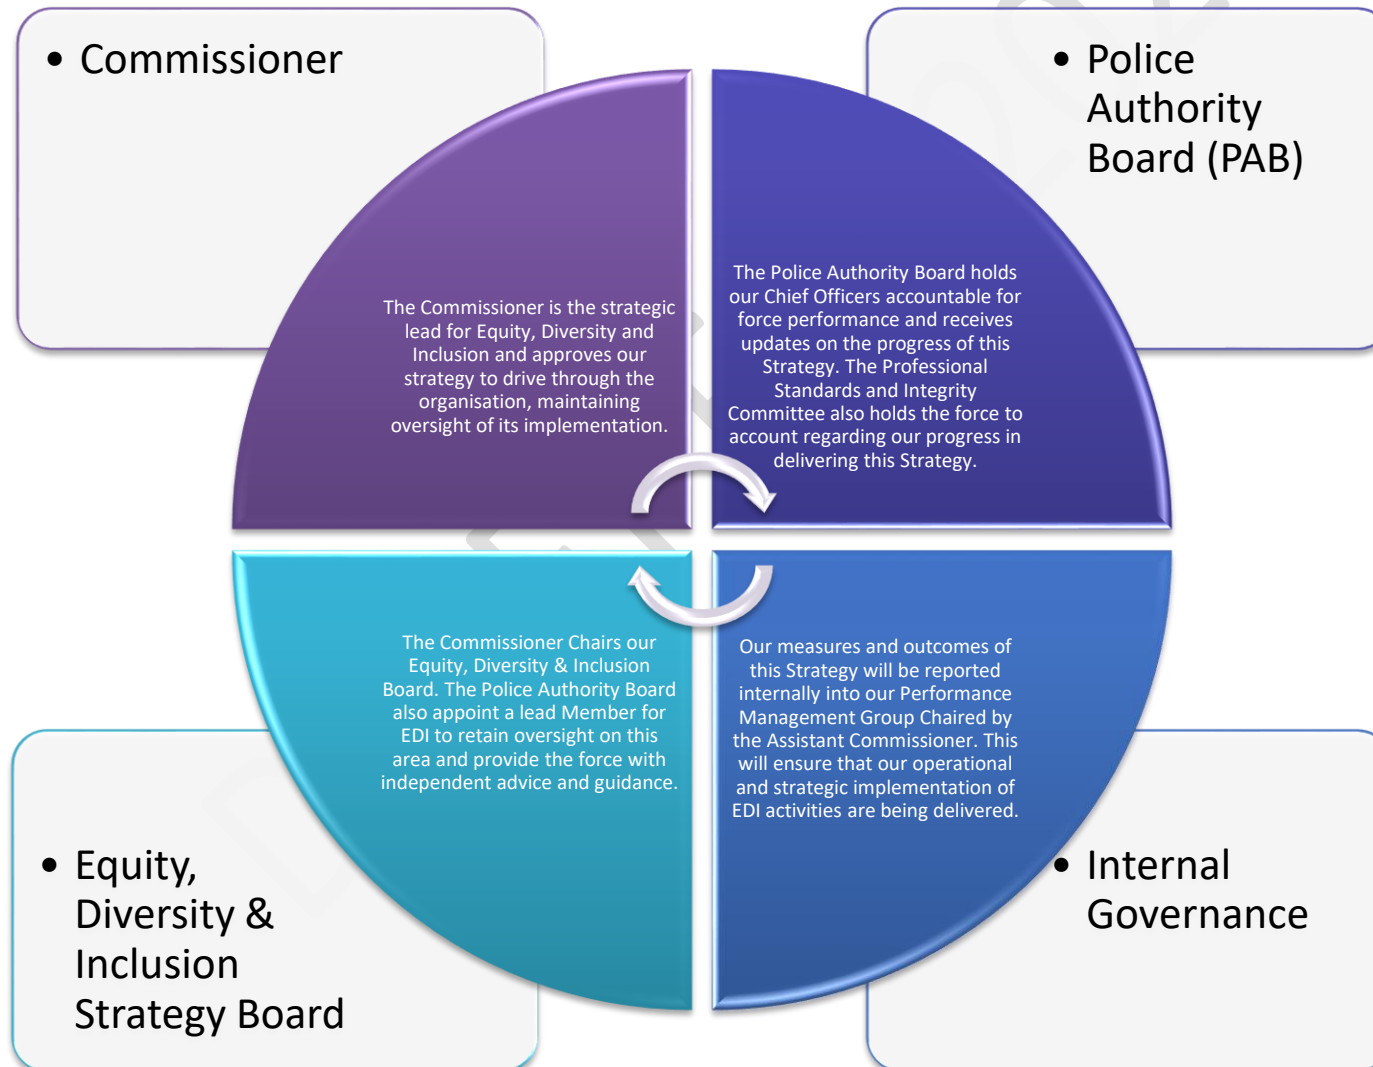 • Commissioner
• Police
Authority
Board (PAB)
The Commissioner is the strategic
lead for Equity, Diversity and
Inclusion and approves our
strategy to drive through the
organisation, maintaining
oversight of its implementation.
The Police Authority Board holds
our Chief Officers accountable for
force performance and receives
updates on the progress of this
Strategy. The Professional
Standards and Integrity
Committee also holds the force to
account regarding our progress in
delivering this Strategy.
The Commissioner Chairs our
Equity, Diversity & Inclusion
Board. The Police Authority Board
also appoint a lead Member for
EDI to retain oversight on this
area and provide the force with
independent advice and guidance.
Our measures and outcomes of
this Strategy will be reported
internally into our Performance
Management Group Chaired by
the Assistant Commissioner. This
will ensure that our operational
and strategic implementation of
EDI activities are being delivered.
• Equity,
Diversity &
Inclusion
Strategy Board
• Internal
Governance